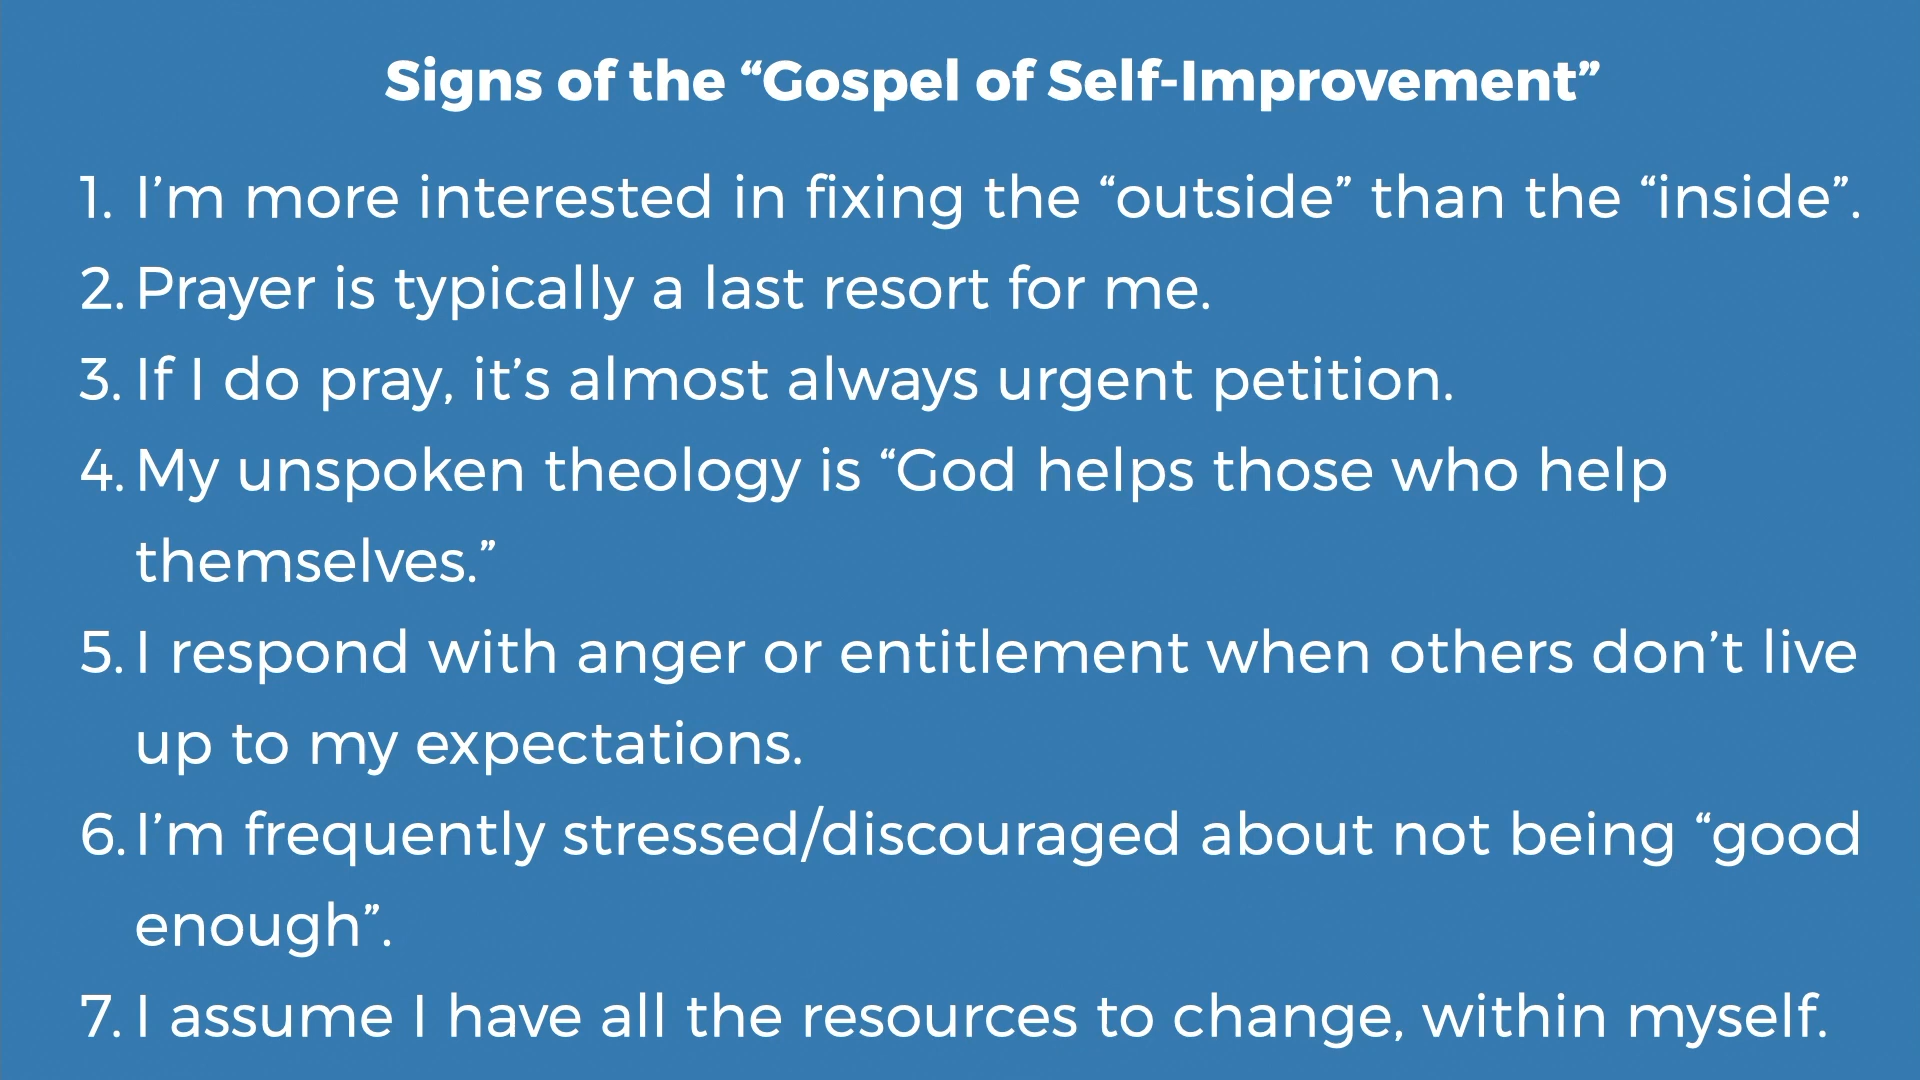 Signs of the “Gospel of Self-Improvement”
1. I’m more interested in fixing the “outside” than the “inside”.
2. Prayer is typically a last resort for me.
3. If I do pray, it’s almost always urgent petition.
4. My unspoken theology is “God helps those who help
themselves.”
5. I respond with anger or entitlement when others don’t live
up to my expectations.
6. I’m frequently stressed/discouraged about not being “good
enough”.
7. I assume I have all the resources to change, within myself.